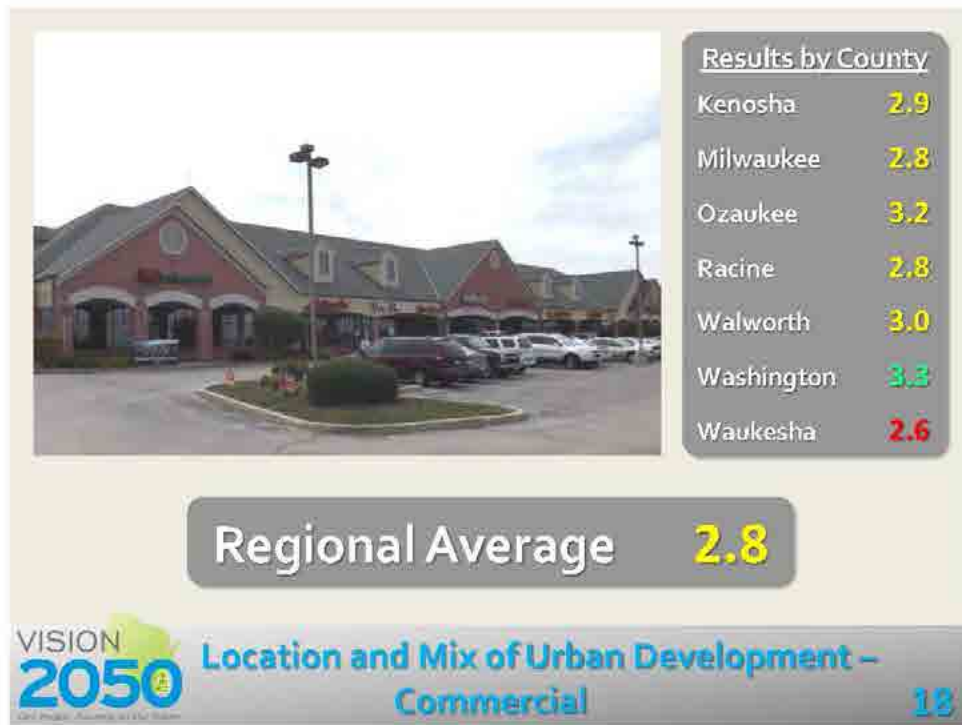 Results by County
Kenosha 2.9
Milwaukee 2.8
Ozaukee 3.2
Racine 2.8
Walworth 3.0
Washington 3.3
Waukesha 2.6
Regional Average 2.8
VISION
2050
Location and Mix of Urban Development –
Commercial
18